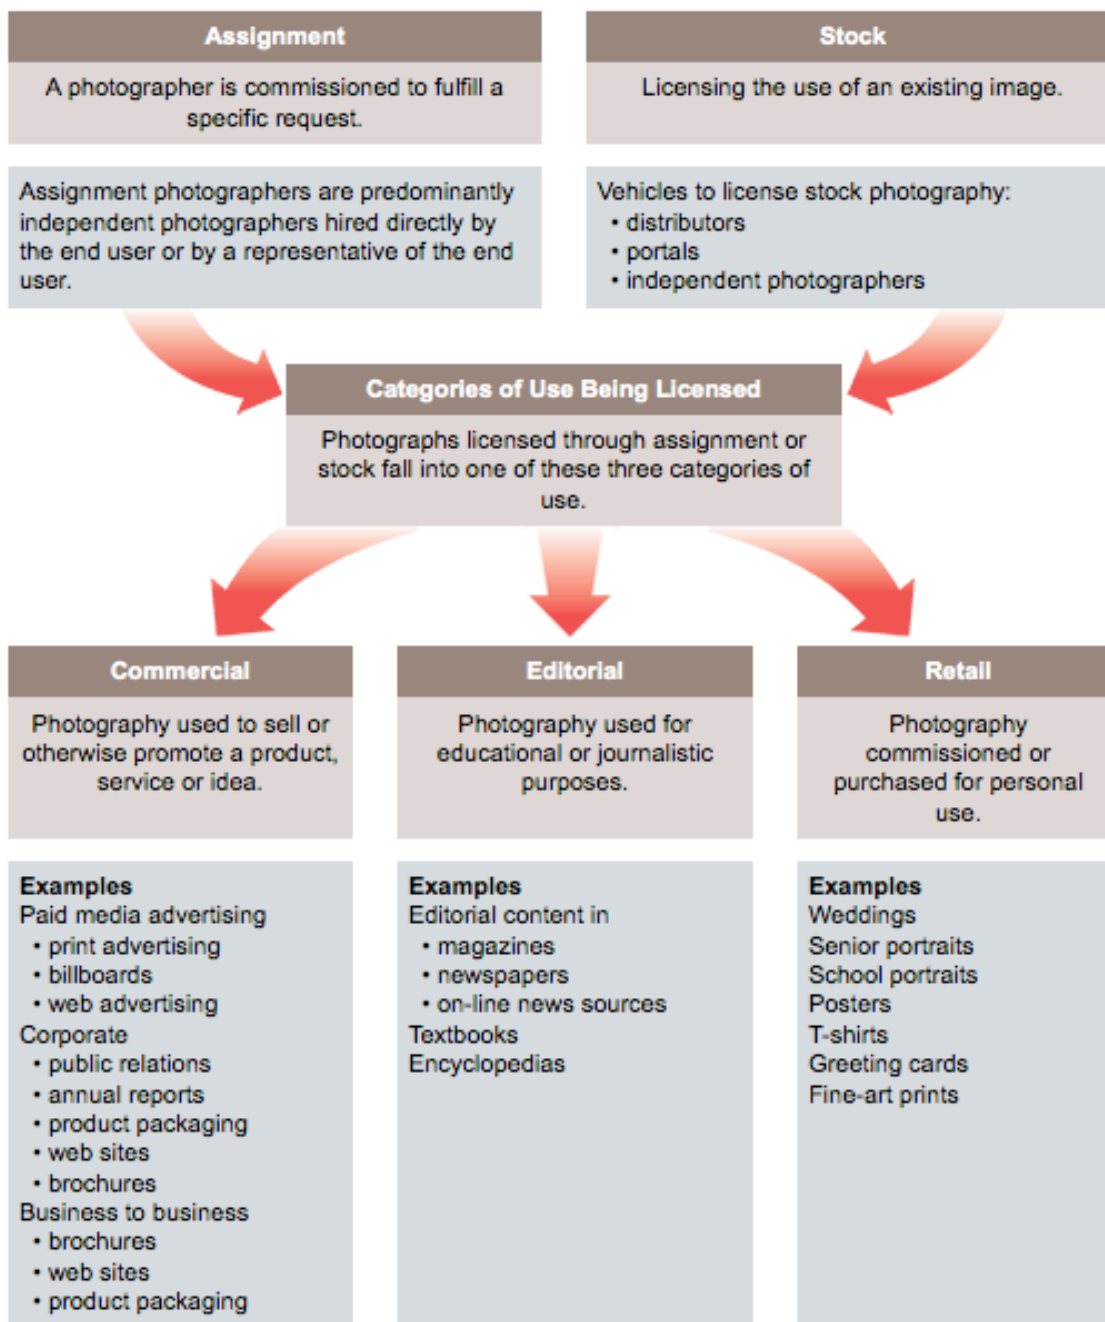 Assignment
A photographer is commissioned to fulfill a
specific request.
Assignment photographers are predominantly
independent photographers hired directly by
the end user or by a representative of the end
user.
Stock
Licensing the use of an existing image.
Vehicles to license stock photography:
• distributors
• portals
• independent photographers
Categories of Use Being Licensed
Photographs licensed through assignment or
stock fall into one of these three categories of
use.
Commercial
Photography used to sell or
otherwise promote a product,
service or idea.
Examples
Paid media advertising
• print advertising
• billboards
• web advertising
Corporate
• public relations
• annual reports
• product packaging
• web sites
• brochures
Business to business
• brochures
• web sites
• product packaging
Editorial
Photography used for
educational or journalistic
purposes.
Examples
Editorial content in
• magazines
• newspapers
• on-line news sources
Textbooks
Encyclopedias
Retail
Photography
commissioned or
purchased for personal
use.
Examples
Weddings
Senior portraits
School portraits
Posters
T-shirts
Greeting cards
Fine-art prints